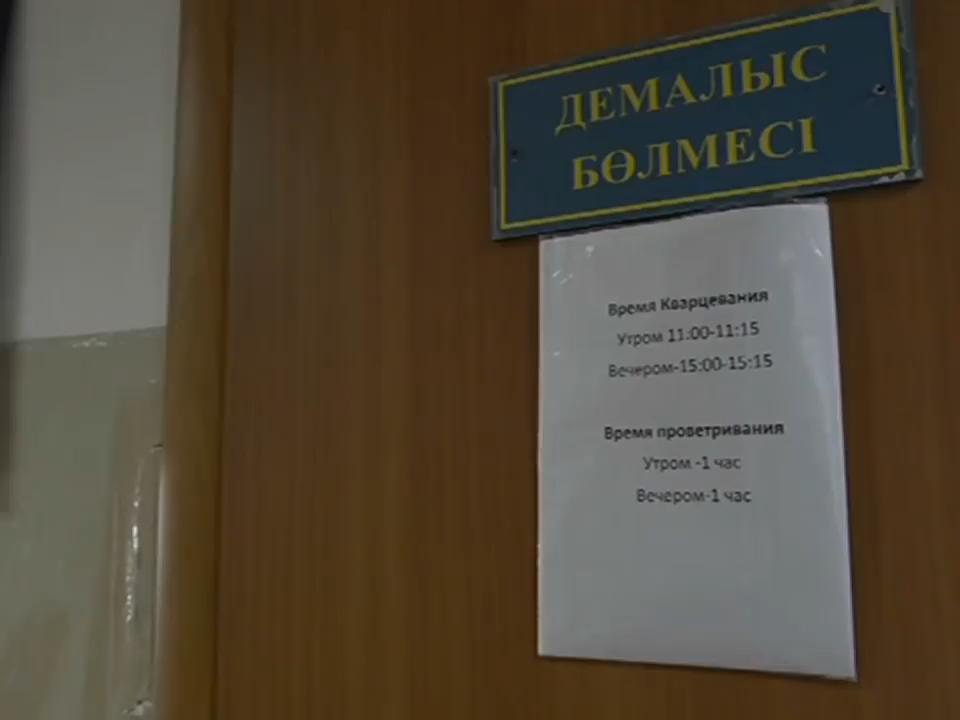 ДЕМАЛЫС
БӨЛМЕСІ
Время Кварцевания
Утром 11:00-11:15
Вечером-15:00-15:15
Время проветривания
Утром -1 час
Вечером-1 час